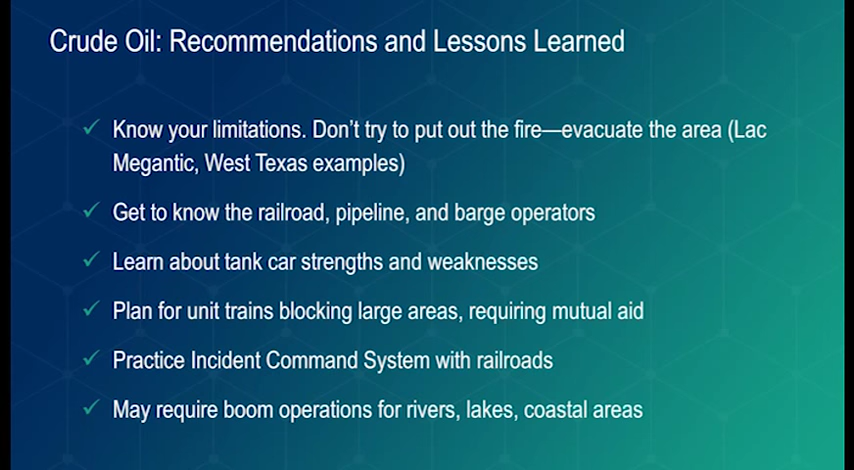 Crude Oil: Recommendations and Lessons Learned
✓ Know your limitations. Don't try to put out the fire—evacuate the area (Lac
Megantic, West Texas examples)
✓ Get to know the railroad, pipeline, and barge operators
✓ Learn about tank car strengths and weaknesses
✓ Plan for unit trains blocking large areas, requiring mutual aid
✓ Practice Incident Command System with railroads
✓ May require boom operations for rivers, lakes, coastal areas